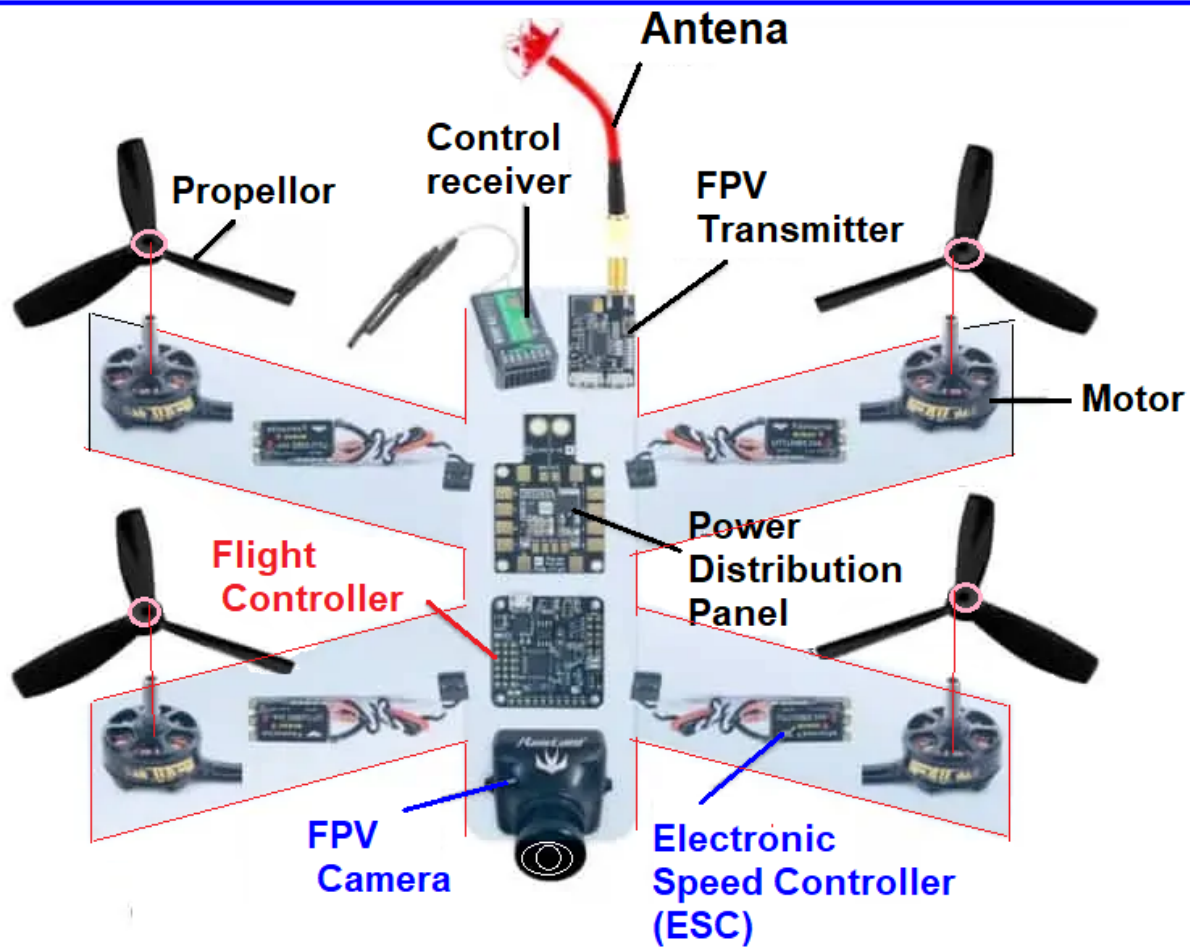 Antena
Control
receiver
FPV
Transmitter
Propellor
Motor
Power
Distribution
Panel
Flight
Controller
FPV
Camera
Electronic
Speed Controller
(ESC)